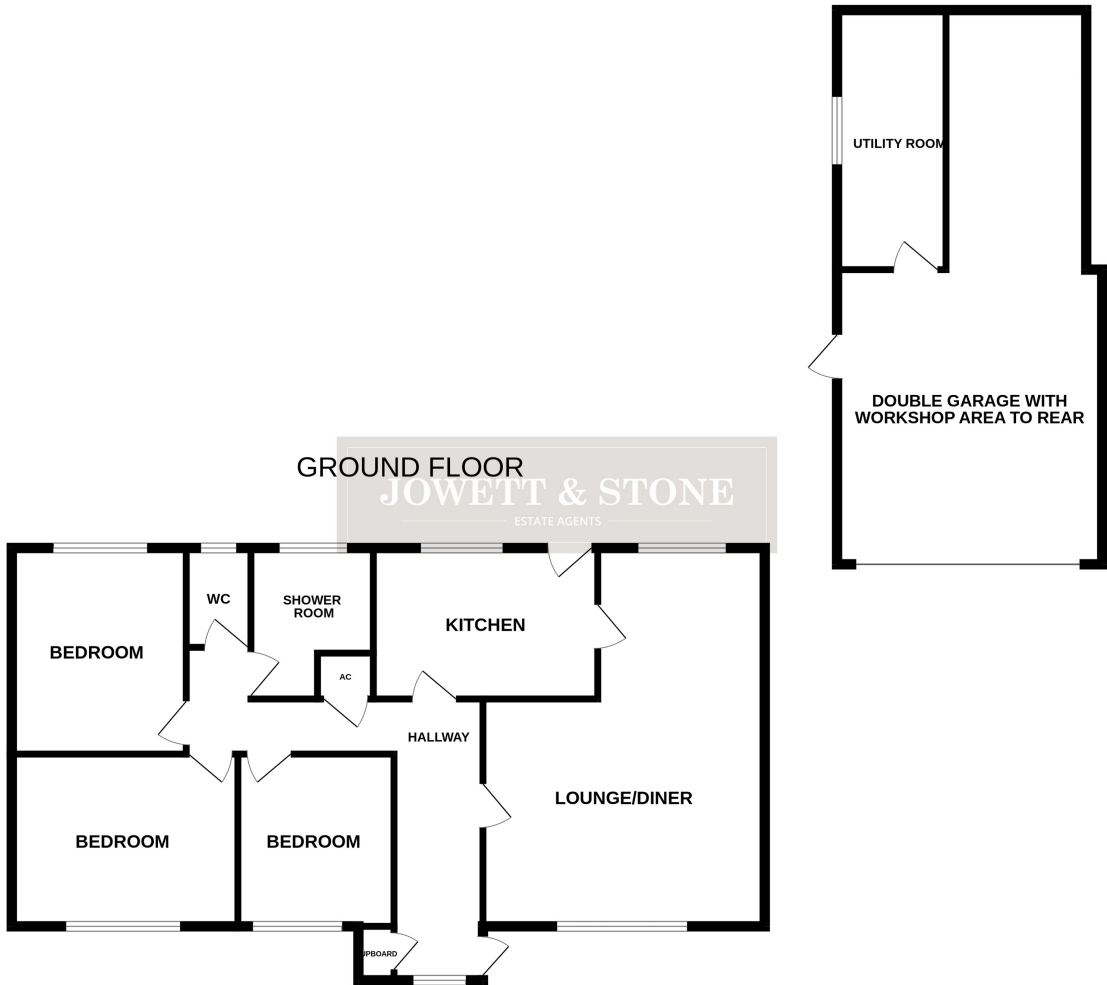 UTILITY ROOM
DOUBLE GARAGE WITH
WORKSHOP AREA TO REAR
GROUND FLOOR
JOWETT & STONE
ESTATE AGENTS
WC
SHOWER
ROOM
KITCHEN
BEDROOM
AC
HALLWAY
LOUNGE/DINER
BEDROOM
BEDROOM
UPBOARD